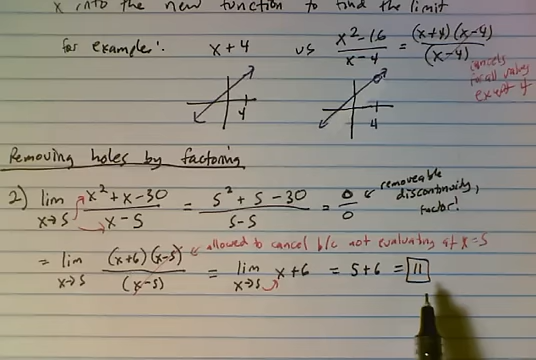 x into the new function to find the limit
for example: x+4 vs x²-16 / x-4 = (x+4)(x-4) / (x-4)
cancels in all values except 4
4 4
Removing holes by factoring
2) lim x→5 x²+x-30 / x-5 = 5²+5-30 / 5-5 = 0/0 removeable discontinuity, factor!
= lim x→5 (x+6)(x-5) / (x-5) allowed to cancel b/c not evaluating at x=5
= lim x→5 x+6 = 5+6 = 11